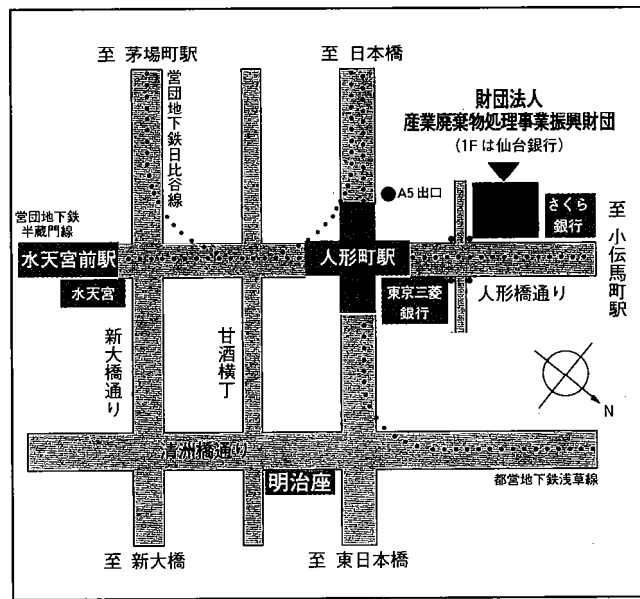 至 茅場町駅
至 日本橋
営団地下鉄日比谷線
財団法人
産業廃棄物処理事業振興財団
(1Fは仙台銀行)
A5 出口
さくら
銀行
至 小伝馬町駅
営団地下鉄
半蔵門線
水天宮前駅
人形町駅
水天宮
東京三菱
銀行
人形橋通り
新大橋通り
甘酒横丁
N
清洲橋通り
明治座
都営地下鉄浅草線
至 新大橋
至 東日本橋